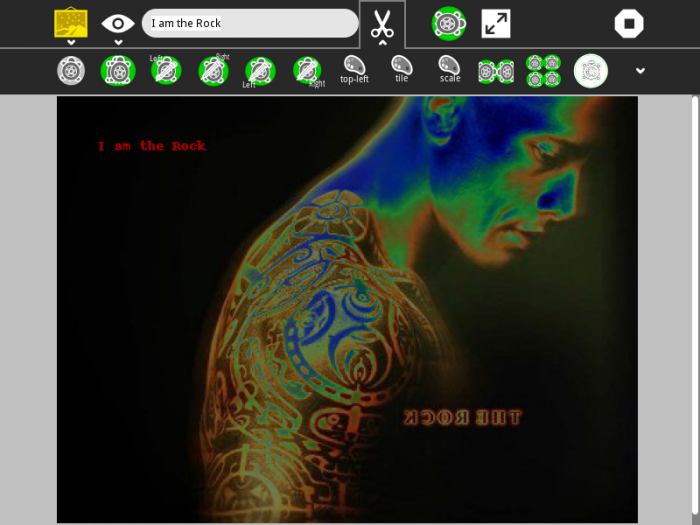 I am the Rock
Left
Right
Left
Right
top-left
tile
scale
I am the Rock
THE ROCK